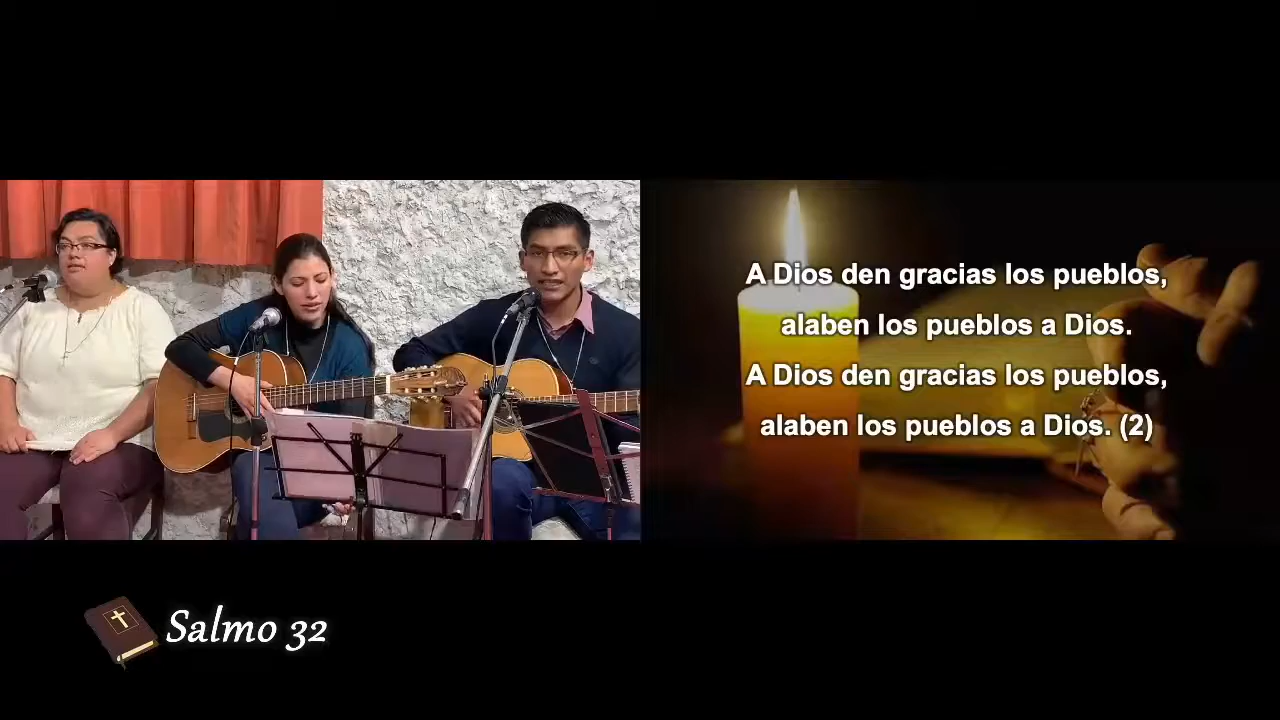 A Dios den gracias los pueblos,
alaben los pueblos a Dios.
A Dios den gracias los pueblos,
alaben los pueblos a Dios. (2)
Salmo 32